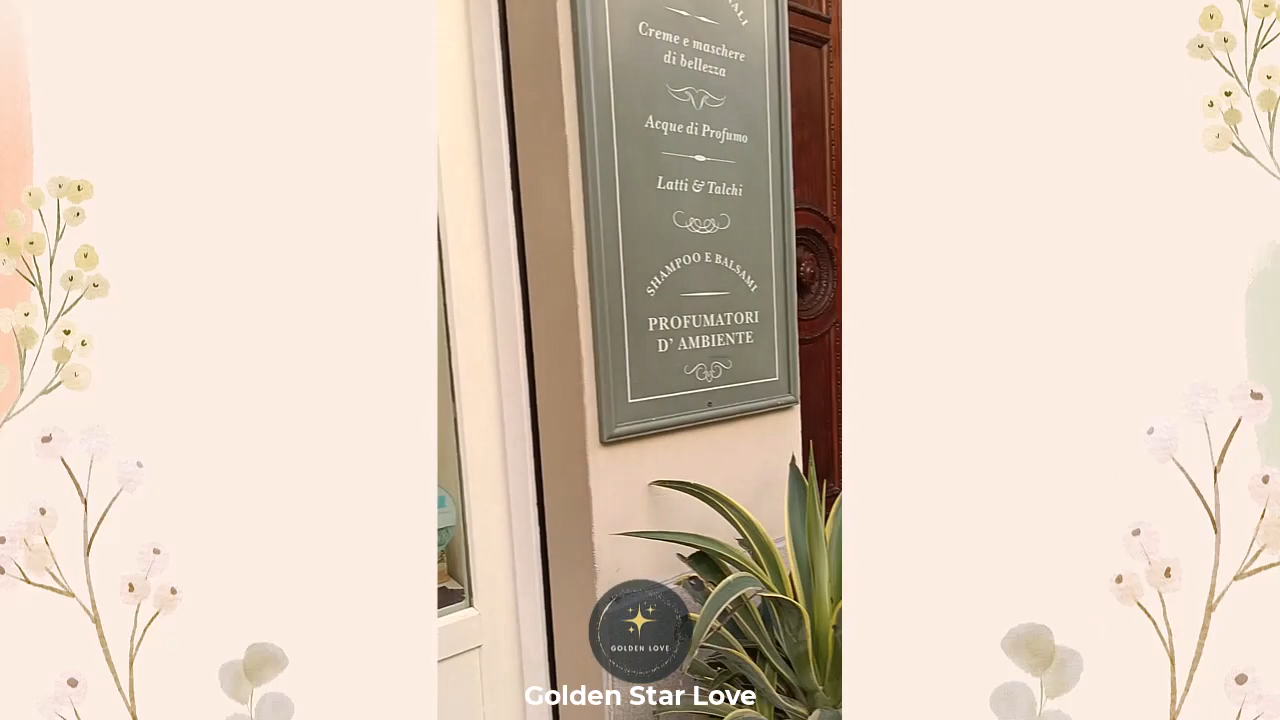 Creme e maschere
di bellezza
Acque di Profumo
Latti & Talchi
SHAMPOO E BALSAMI
PROFUMATORI
D' AMBIENTE
GOLDEN LOVE
Golden Star Love